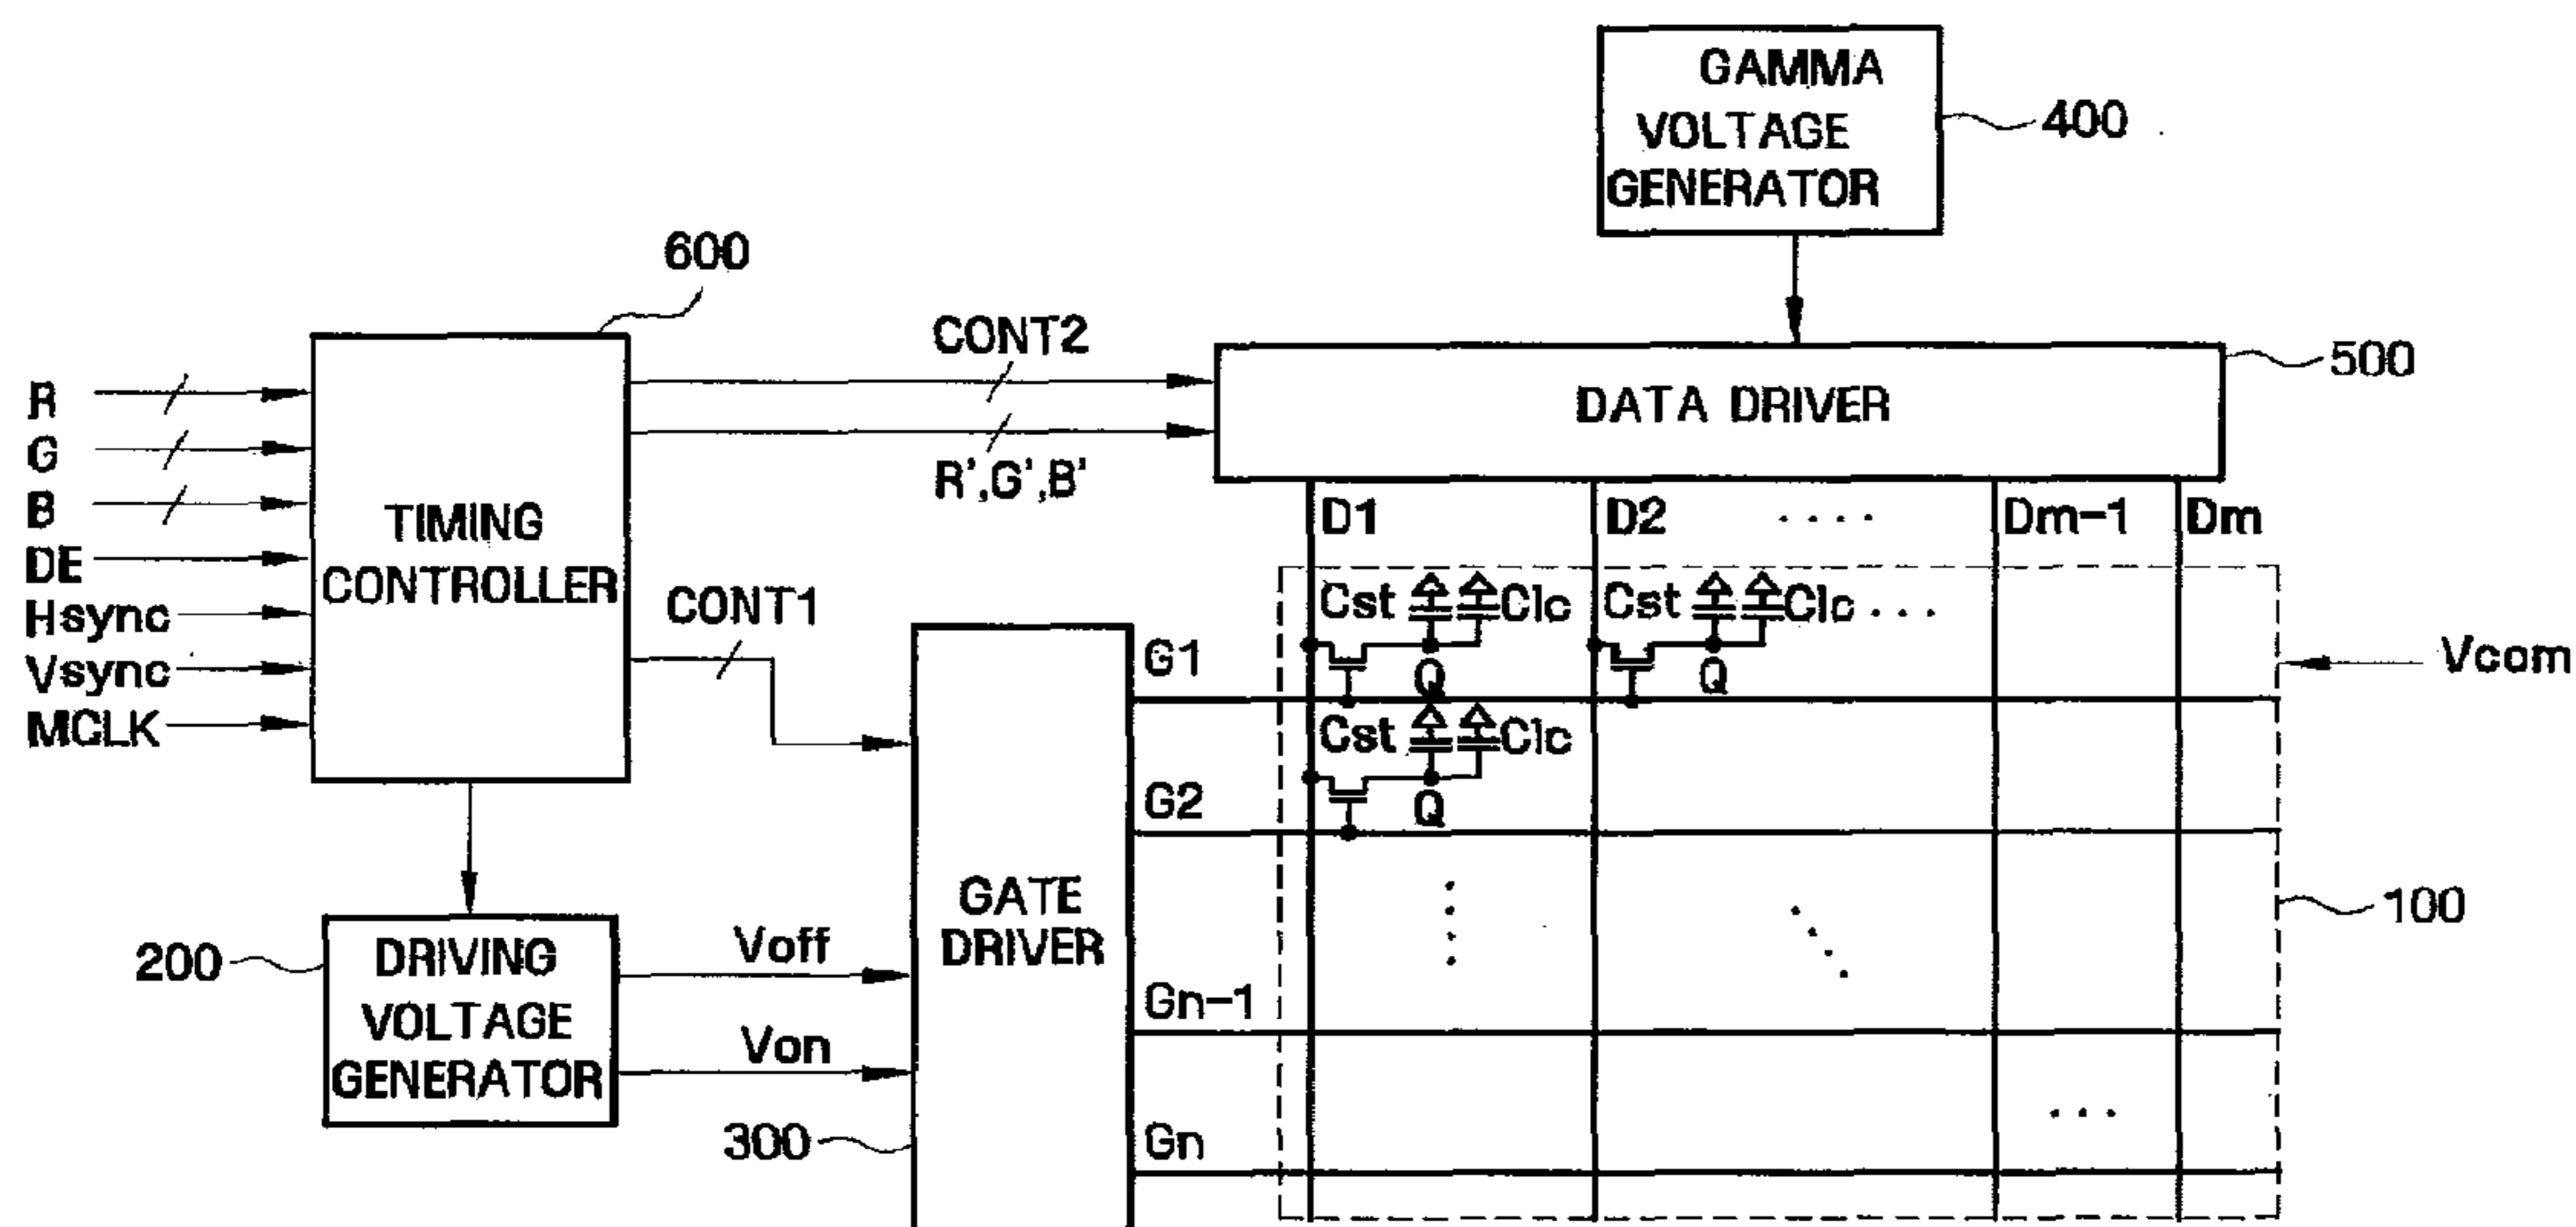 GAMMA
VOLTAGE
GENERATOR
400
600
CONT2
500
DATA DRIVER
R
G
B
DE
Hsync
Vsync
MCLK
TIMING
CONTROLLER
R',G',B'
D1
D2
....
Dm-1
Dm
CONT1
Cst
Clc
Cst
Clc
...
G1
Q
Q
Vcom
Cst
Clc
G2
Q
GATE
DRIVER
100
200
DRIVING
VOLTAGE
GENERATOR
Voff
Von
Gn-1
...
300
Gn